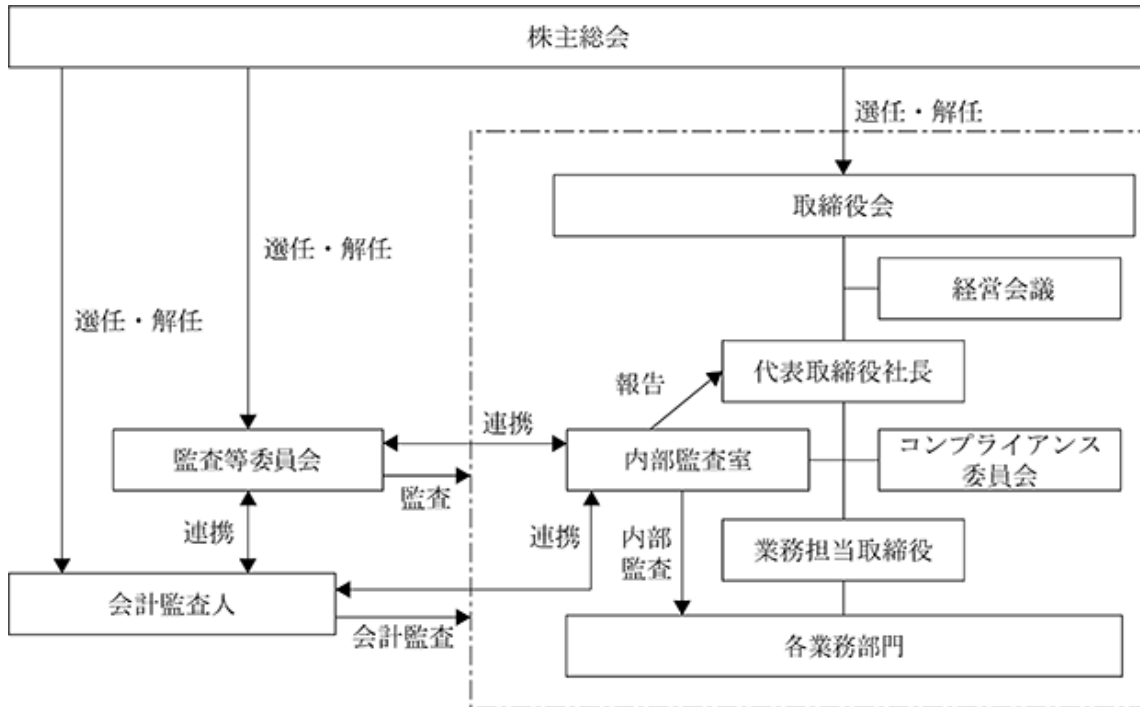 株主総会
選任・解任
取締役会
選任・解任
経営会議
選任・解任
代表取締役社長
報告
連携
監査等委員会
内部監査室
コンプライアンス
委員会
監査
連携
連携
内部
監査
業務担当取締役
会計監査人
会計監査
各業務部門